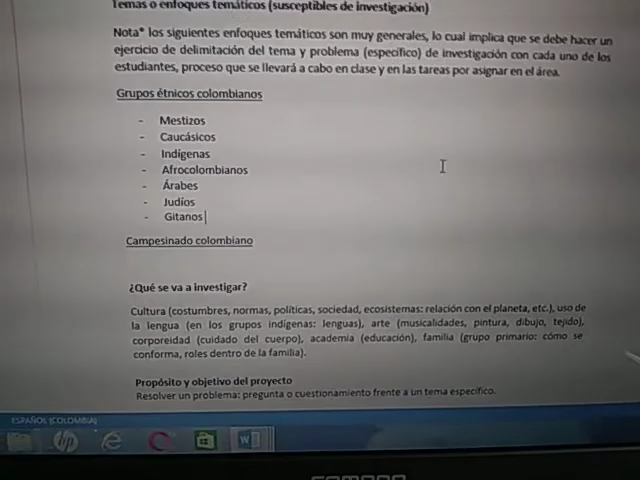 Temas o enfoques temáticos (susceptibles de investigación)
Nota* los siguientes enfoques temáticos son muy generales, lo cual implica que se debe hacer un
ejercicio de delimitación del tema y problema (específico) de investigación con cada uno de los
estudiantes, proceso que se llevará a cabo en clase y en las tareas por asignar en el área.
Grupos étnicos colombianos
- Mestizos
- Caucásicos
- Indígenas
- Afrocolombianos
- Árabes
- Judíos
- Gitanos
Campesinado colombiano
¿Qué se va a investigar?
Cultura (costumbres, normas, políticas, sociedad, ecosistemas: relación con el planeta, etc.), uso de
la lengua (en los grupos indígenas: lenguas), arte (musicalidades, pintura, dibujo, tejido),
corporeidad (cuidado del cuerpo), academia (educación), familia (grupo primario: cómo se
conforma, roles dentro de la familia).
Propósito y objetivo del proyecto
Resolver un problema: pregunta o cuestionamiento frente a un tema específico.
ESPAÑOL (COLOMBIA)
hp
W